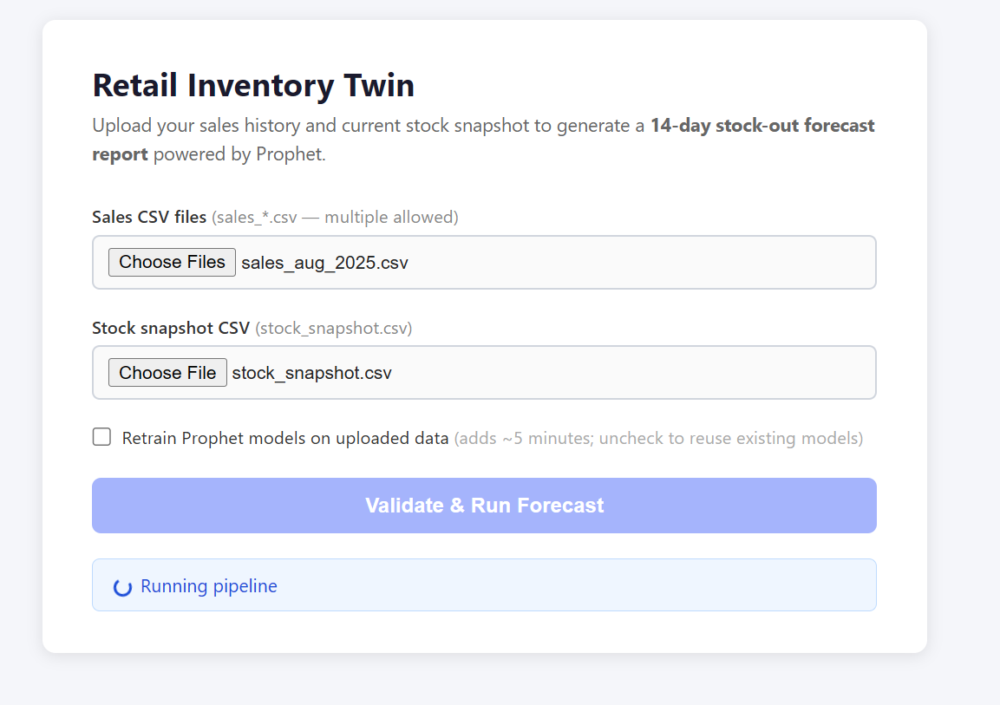 Retail Inventory Twin
Upload your sales history and current stock snapshot to generate a 14-day stock-out forecast
report powered by Prophet.
Sales CSV files (sales_*.csv — multiple allowed)
Choose Files sales_aug_2025.csv
Stock snapshot CSV (stock_snapshot.csv)
Choose File stock_snapshot.csv
Retrain Prophet models on uploaded data (adds ~5 minutes; uncheck to reuse existing models)
Validate & Run Forecast
Running pipeline